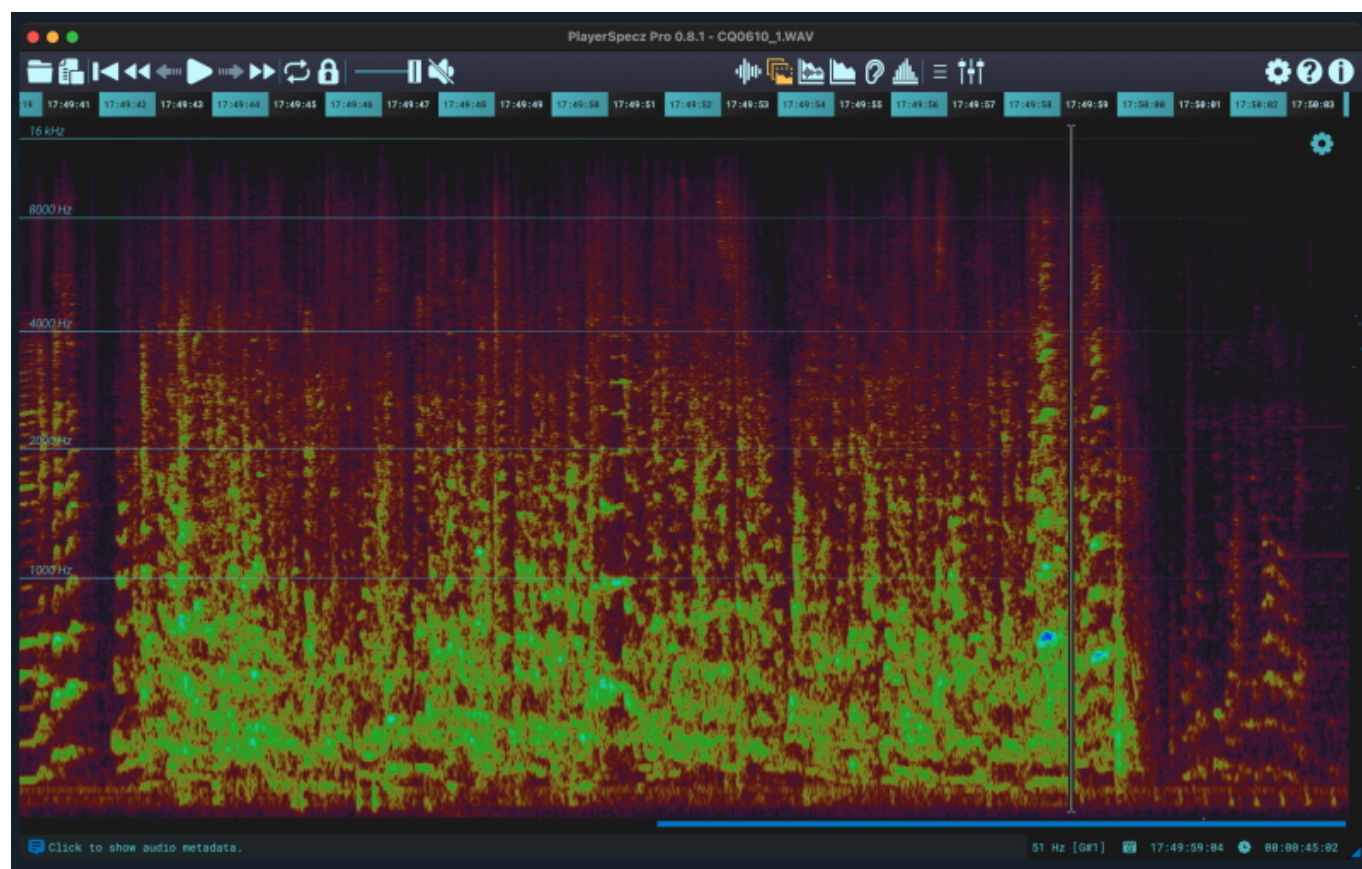 PlayerSpecz Pro 0.8.1 - CQ0610_1.WAV
17:49:41 17:49:42 17:49:43 17:49:44 17:49:45 17:49:46 17:49:47 17:49:48 17:49:49 17:49:50 17:49:51 17:49:52 17:49:53 17:49:54 17:49:55 17:49:56 17:49:57 17:49:58 17:49:59 17:50:00 17:50:01 17:50:02 17:50:03
16 kHz
8000 Hz
4000 Hz
2000 Hz
1000 Hz
Click to show audio metadata.
51 Hz [G#1] 17:49:59:04 00:00:45:02